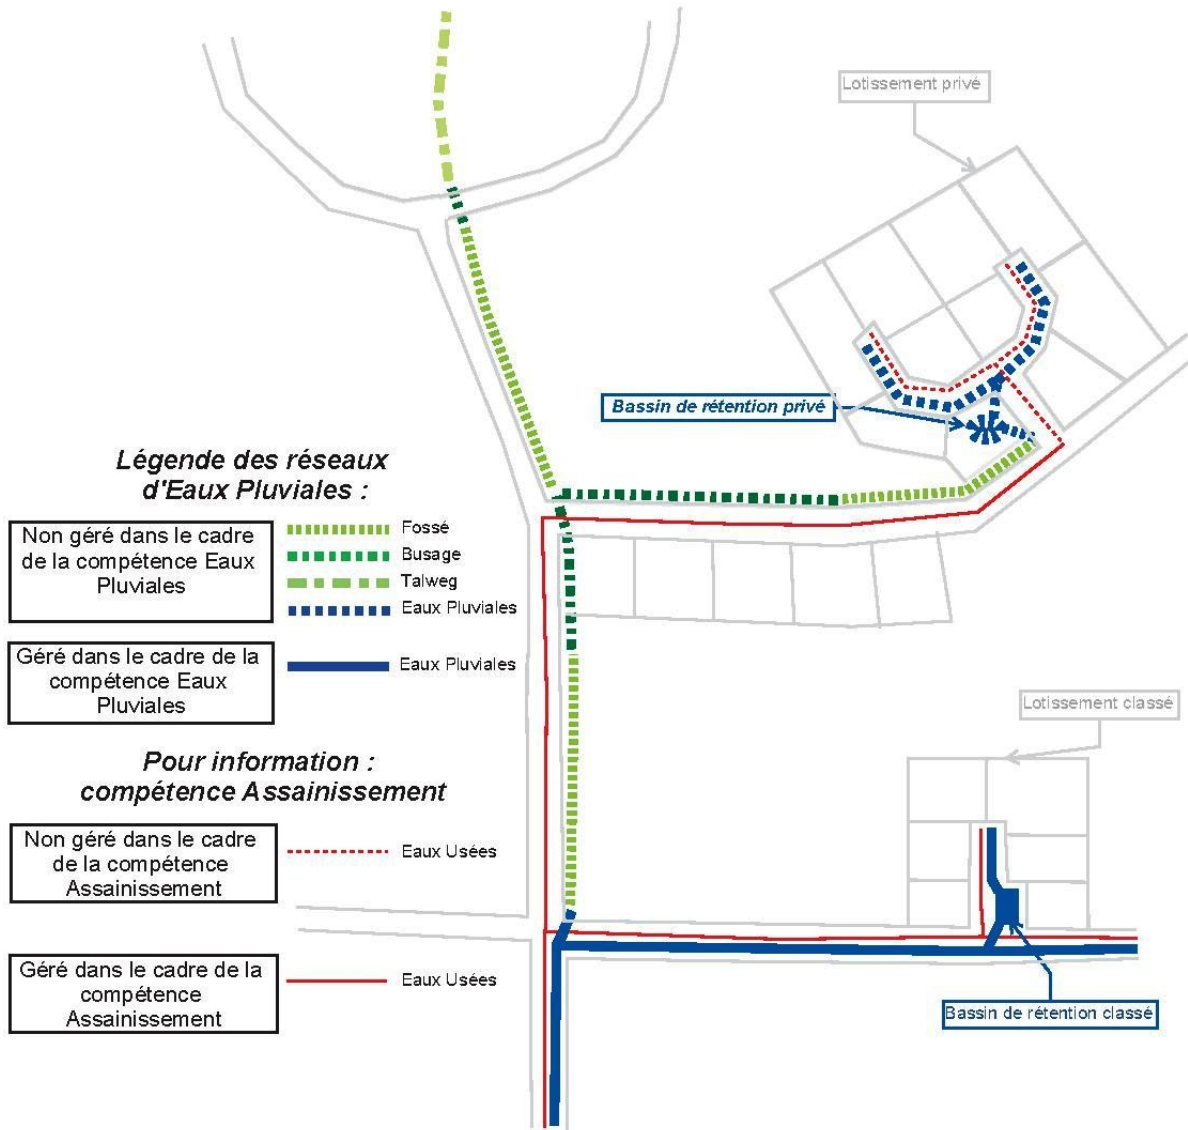 Lotissement privé
Bassin de rétention privé
Légende des réseaux
d'Eaux Pluviales :
Non géré dans le cadre
de la compétence Eaux
Pluviales
Fossé
Busage
Talweg
Eaux Pluviales
Géré dans le cadre de la
compétence Eaux
Pluviales
Eaux Pluviales
Lotissement classé
Pour information :
compétence Assainissement
Non géré dans le cadre
de la compétence
Assainissement
Eaux Usées
Géré dans le cadre de la
compétence
Assainissement
Eaux Usées
Bassin de rétention classé